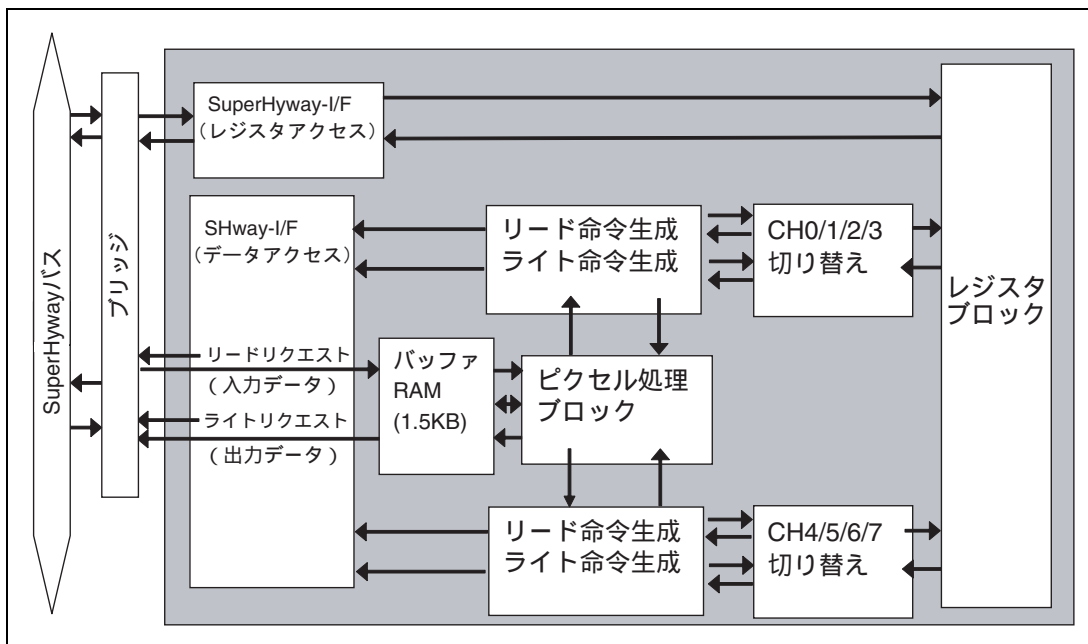 SuperHywayバス
ブリッジ
SuperHyway-I/F
(レジスタアクセス)
SHway-I/F
(データアクセス)
リードリクエスト
(入力データ)
ライトリクエスト
(出力データ)
バッファ
RAM
(1.5KB)
リード命令生成
ライト命令生成
ピクセル処理
ブロック
リード命令生成
ライト命令生成
CH0/1/2/3
切り替え
CH4/5/6/7
切り替え
レジスタ
ブロック